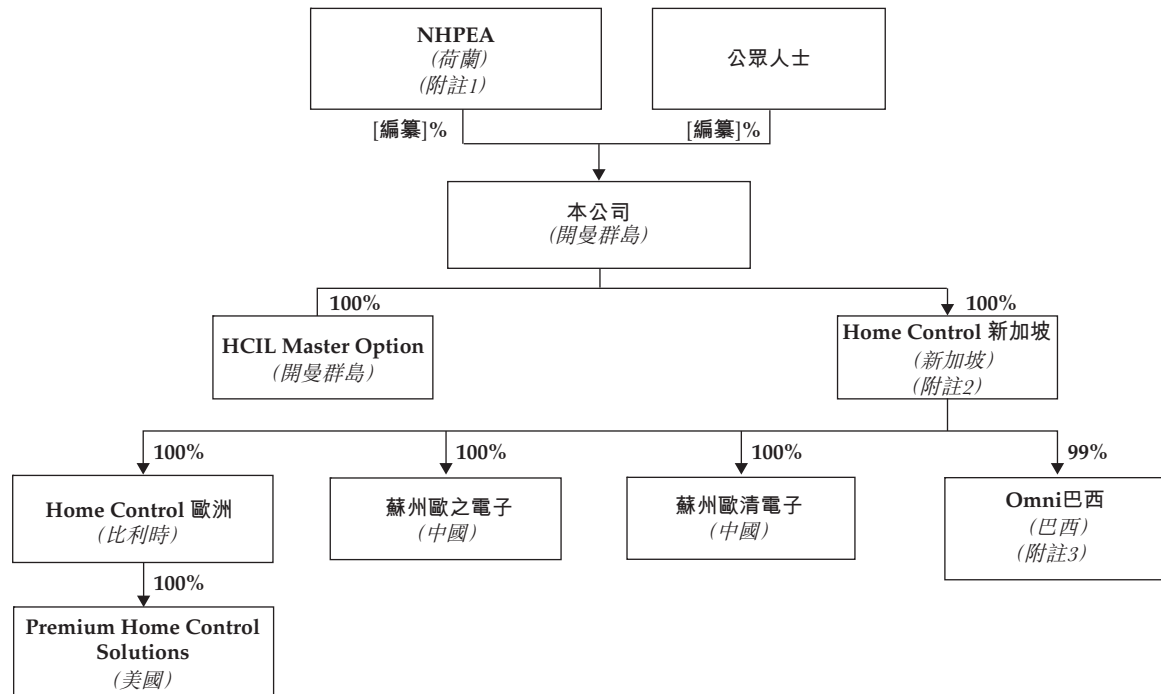 NHPEA
(荷蘭)
(附註1)
公眾人士
[編纂]%
[編纂]%
本公司
(開曼群島)
100%
100%
HCIL Master Option
(開曼群島)
Home Control 新加坡
(新加坡)
(附註2)
100%
100%
100%
99%
Home Control 歐洲
(比利時)
蘇州歐之電子
(中國)
蘇州歐清電子
(中國)
Omni巴西
(巴西)
(附註3)
100%
Premium Home Control
Solutions
(美國)